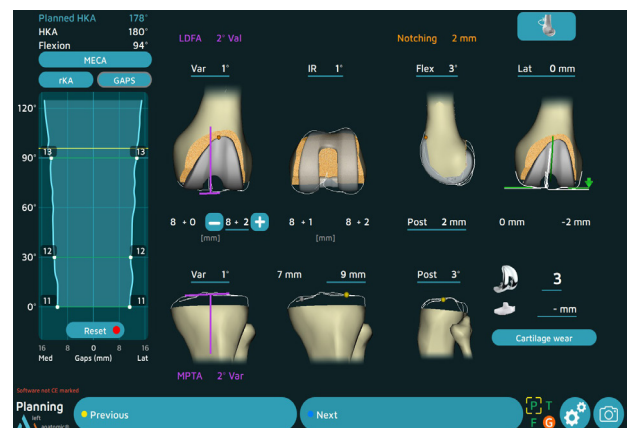 Planned HKA 178°
HKA 180°
Flexion 94°
MECA
rKA GAPS
LDFA 2° Val
Notching 2 mm
Var 1° IR 1° Flex 3° Lat 0 mm
120°
90°
60°
30°
0°
13 13
12 12
11 11
Reset
16 8 0 8 16
Med Gaps (mm) Lat
8 + 0 8 + 2 8 + 1 8 + 2 Post 2 mm 0 mm -2 mm
[mm] [mm]
Var 1° 7 mm 9 mm Post 3°
3
- mm
Cartilage wear
MPTA 2° Var
Software not CE marked
Planning
left
anatomic®
Previous
Next
P T
F G